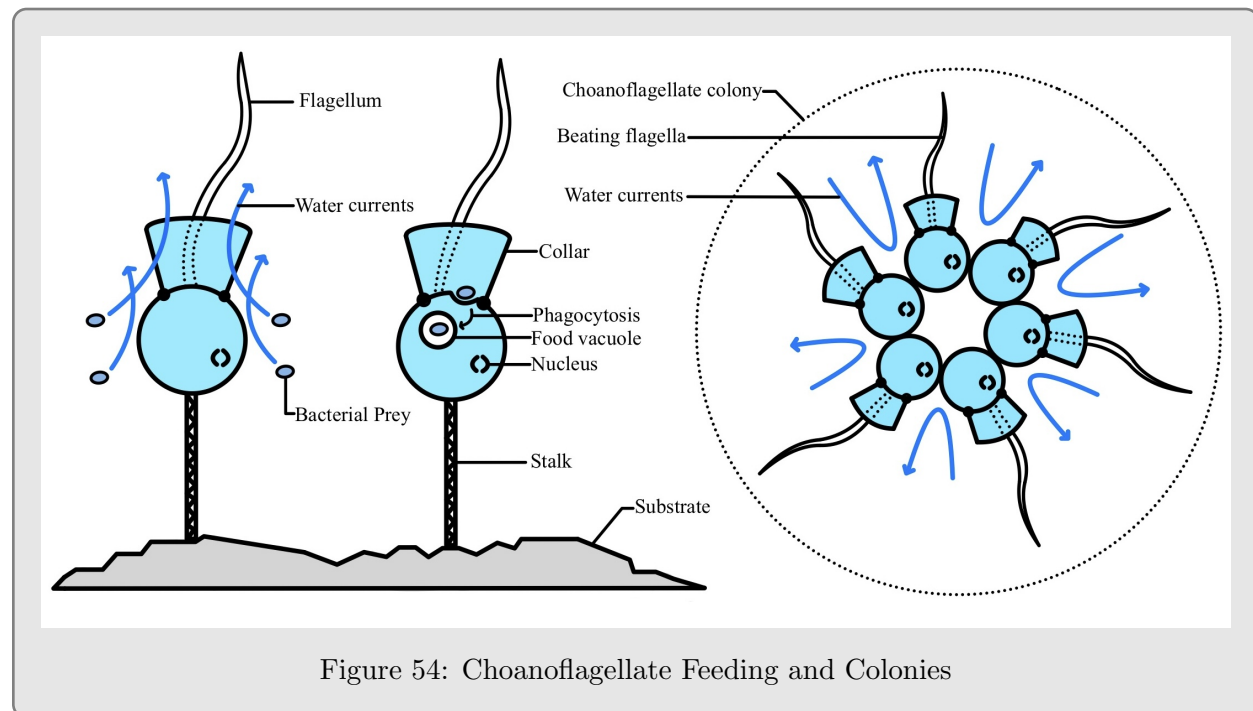 Flagellum
Water currents
Bacterial Prey
Collar
Phagocytosis
Food vacuole
Nucleus
Stalk
Substrate
Choanoflagellate colony
Beating flagella
Water currents
Figure 54: Choanoflagellate Feeding and Colonies